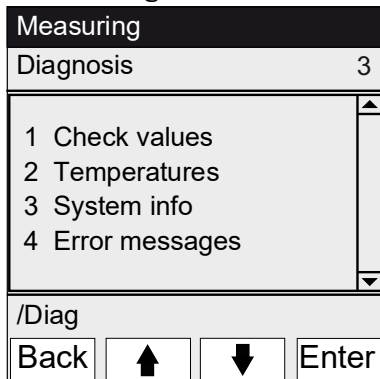 Measuring
Diagnosis 3
1 Check values
2 Temperatures
3 System info
4 Error messages
/Diag
Back Enter